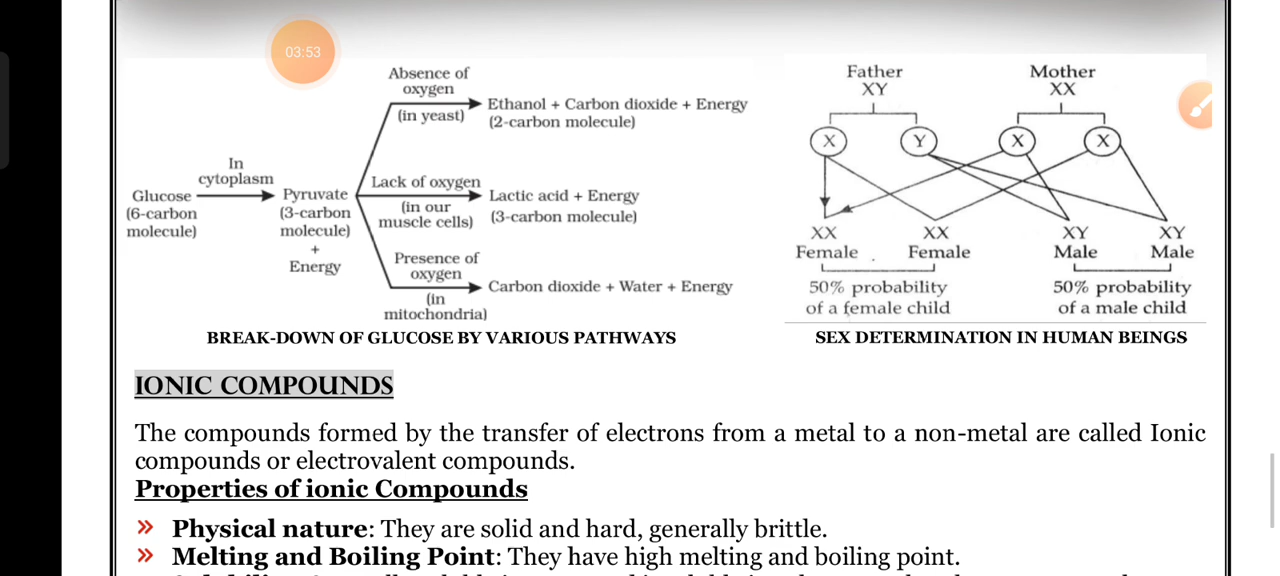 03:53
Absence of
oxygen
(in yeast)
Ethanol + Carbon dioxide + Energy
(2-carbon molecule)
In
cytoplasm
Glucose
(6-carbon
molecule)
Pyruvate
(3-carbon
molecule)
+
Energy
Lack of oxygen
(in our
muscle cells)
Lactic acid + Energy
(3-carbon molecule)
Presence of
oxygen
(in
mitochondria)
Carbon dioxide + Water + Energy
BREAK-DOWN OF GLUCOSE BY VARIOUS PATHWAYS
Father Mother
XY XX
X Y X X
XX XX XY XY
Female Female Male Male
50% probability 50% probability
of a female child of a male child
SEX DETERMINATION IN HUMAN BEINGS
IONIC COMPOUNDS
The compounds formed by the transfer of electrons from a metal to a non-metal are called Ionic
compounds or electrovalent compounds.
Properties of ionic Compounds
» Physical nature: They are solid and hard, generally brittle.
» Melting and Boiling Point: They have high melting and boiling point.